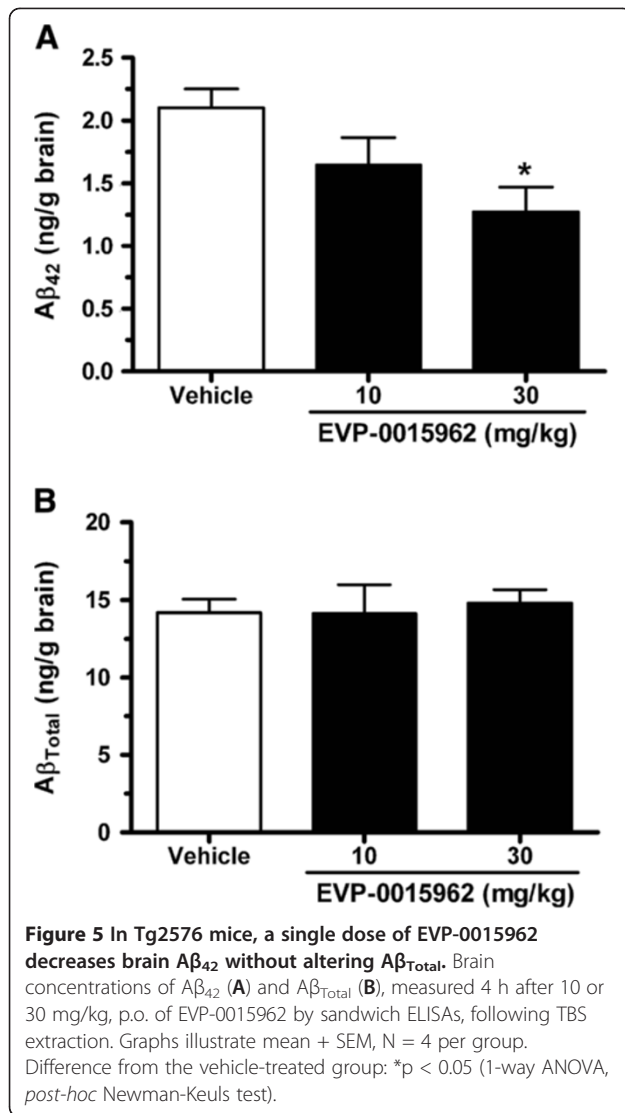 A
2.5
2.0
1.5
1.0
0.5
0.0
Aβ42 (ng/g brain)
*
Vehicle 10 30
EVP-0015962 (mg/kg)
B
20
15
10
5
0
AβTotal (ng/g brain)
Vehicle 10 30
EVP-0015962 (mg/kg)
Figure 5 In Tg2576 mice, a single dose of EVP-0015962
decreases brain Aβ42 without altering AβTotal. Brain
concentrations of Aβ42 (A) and AβTotal (B), measured 4 h after 10 or
30 mg/kg, p.o. of EVP-0015962 by sandwich ELISAs, following TBS
extraction. Graphs illustrate mean + SEM, N = 4 per group.
Difference from the vehicle-treated group: *p < 0.05 (1-way ANOVA,
post-hoc Newman-Keuls test).